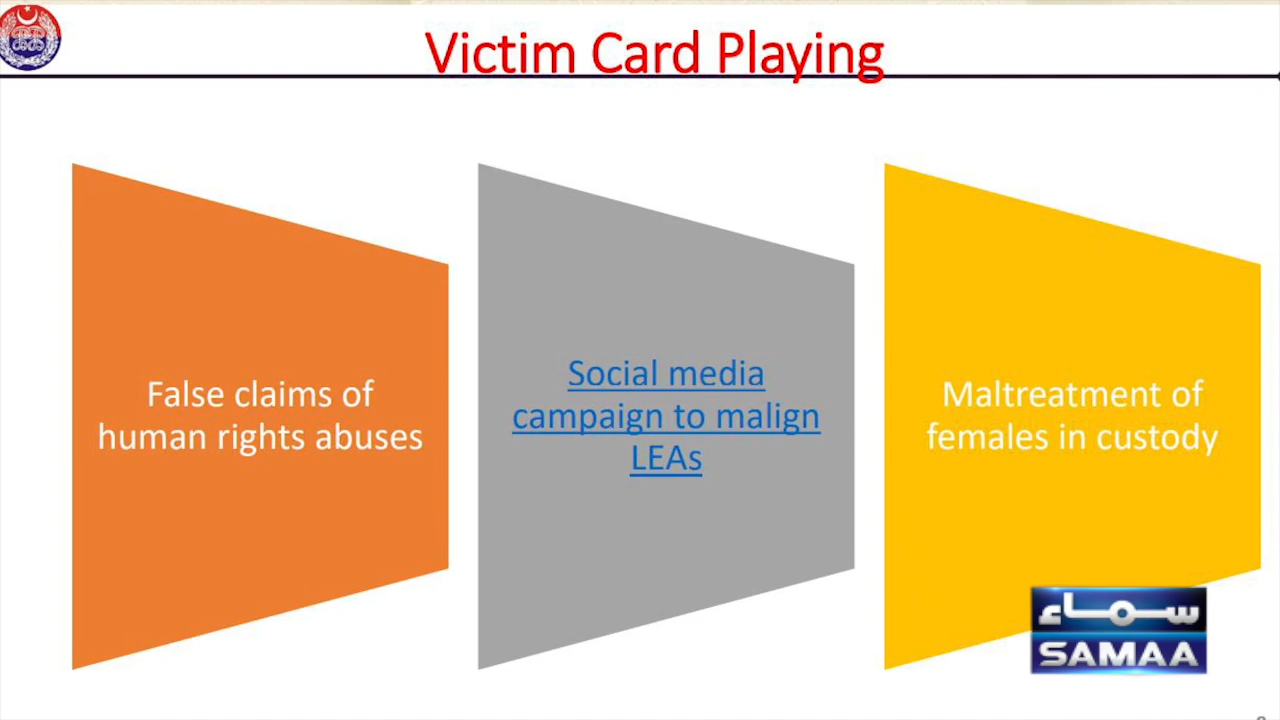 Victim Card Playing
False claims of
human rights abuses
Social media
campaign to malign
LEAs
Maltreatment of
females in custody
سماء
SAMAA